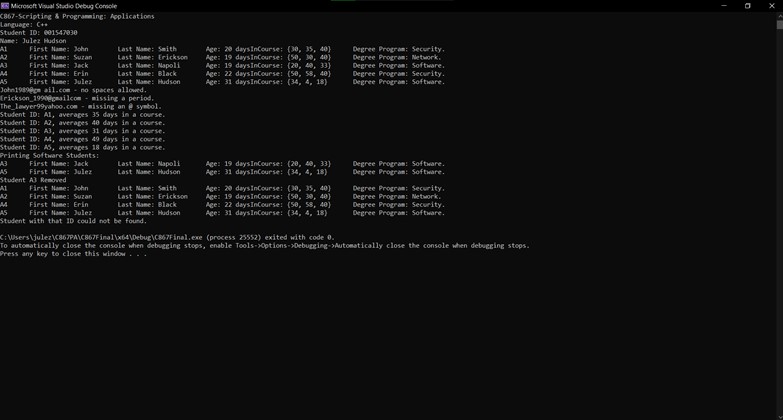 Microsoft Visual Studio Debug Console
C867-Scripting & Programming: Applications
Language: C++
Student ID: 001547030
Name: Julez Hudson
A1 First Name: John Last Name: Smith Age: 20 daysInCourse: {30, 35, 40} Degree Program: Security.
A2 First Name: Suzan Last Name: Erickson Age: 19 daysInCourse: {50, 30, 40} Degree Program: Network.
A3 First Name: Jack Last Name: Napoli Age: 19 daysInCourse: {20, 40, 33} Degree Program: Software.
A4 First Name: Erin Last Name: Black Age: 22 daysInCourse: {50, 58, 40} Degree Program: Security.
A5 First Name: Julez Last Name: Hudson Age: 31 daysInCourse: {34, 4, 18} Degree Program: Software.
John1989@gm ail.com - no spaces allowed.
Erickson_1990@gmailcom - missing a period.
The_lawyer99yahoo.com - missing an @ symbol.
Student ID: A1, averages 35 days in a course.
Student ID: A2, averages 40 days in a course.
Student ID: A3, averages 31 days in a course.
Student ID: A4, averages 49 days in a course.
Student ID: A5, averages 18 days in a course.
Printing Software Students:
A3 First Name: Jack Last Name: Napoli Age: 19 daysInCourse: {20, 40, 33} Degree Program: Software.
A5 First Name: Julez Last Name: Hudson Age: 31 daysInCourse: {34, 4, 18} Degree Program: Software.
Student A3 Removed
A1 First Name: John Last Name: Smith Age: 20 daysInCourse: {30, 35, 40} Degree Program: Security.
A2 First Name: Suzan Last Name: Erickson Age: 19 daysInCourse: {50, 30, 40} Degree Program: Network.
A4 First Name: Erin Last Name: Black Age: 22 daysInCourse: {50, 58, 40} Degree Program: Security.
A5 First Name: Julez Last Name: Hudson Age: 31 daysInCourse: {34, 4, 18} Degree Program: Software.
Student with that ID could not be found.
C:\Users\julez\C867PA\C867Final\x64\Debug\C867Final.exe (process 25552) exited with code 0.
To automatically close the console when debugging stops, enable Tools->Options->Debugging->Automatically close the console when debugging stops.
Press any key to close this window . . .